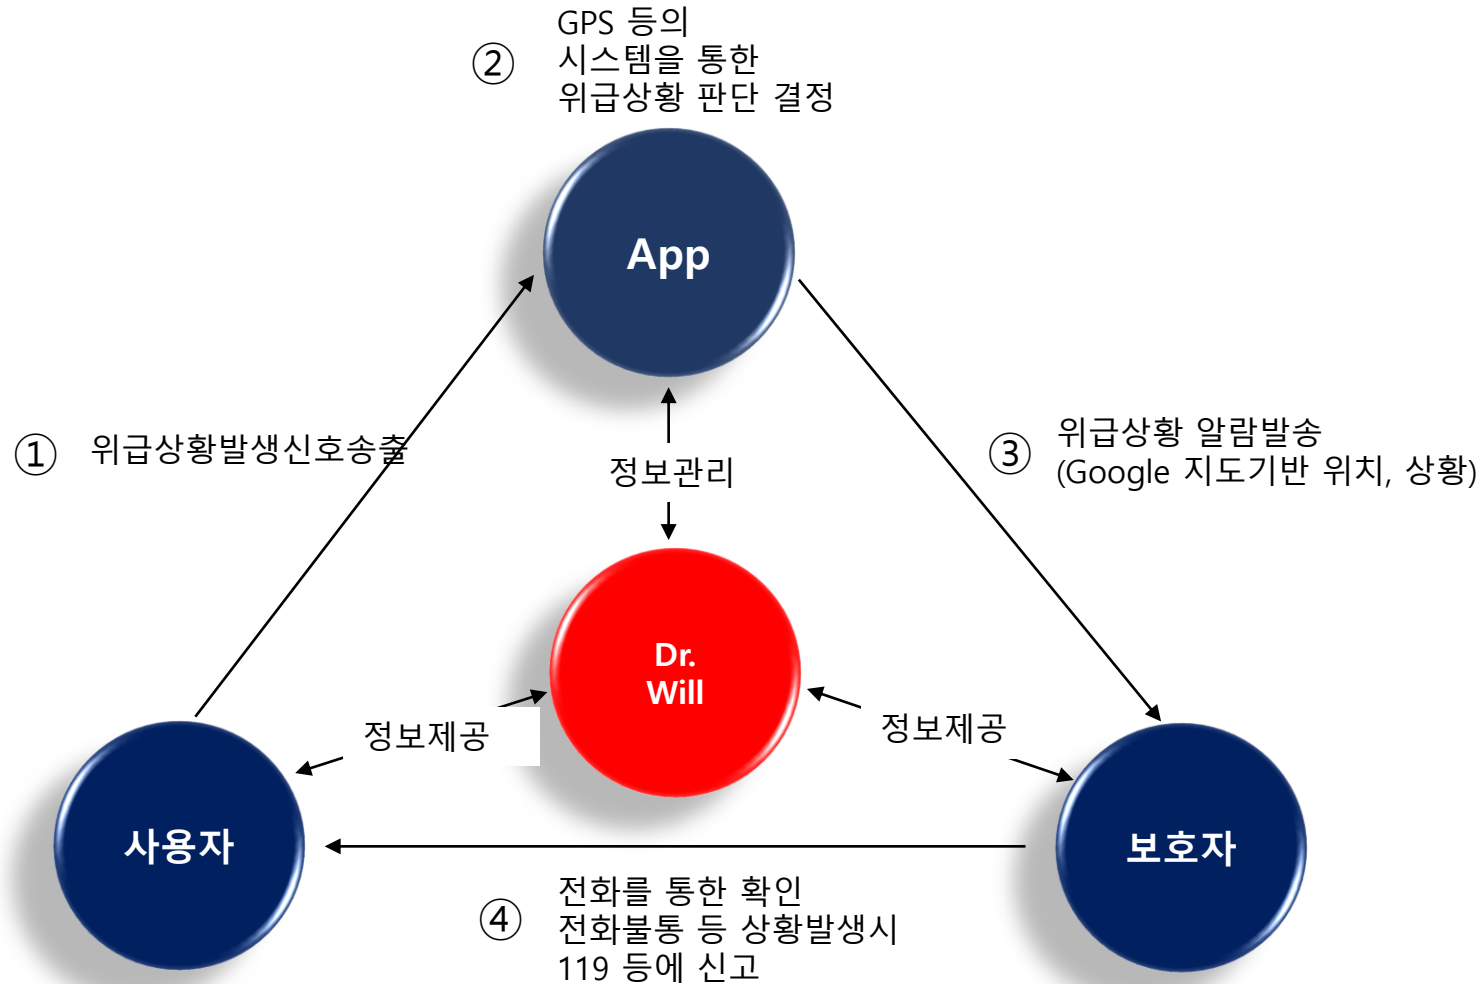 ②
GPS 등의
시스템을 통한
위급상황 판단 결정
App
①
위급상황발생신호송출
정보관리
③
위급상황 알람발송
(Google 지도기반 위치, 상황)
Dr.
Will
정보제공
정보제공
사용자
보호자
④
전화를 통한 확인
전화불통 등 상황발생시
119 등에 신고